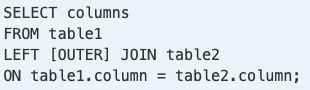 SELECT columns
FROM table1
LEFT [OUTER] JOIN table2
ON table1.column = table2.column;